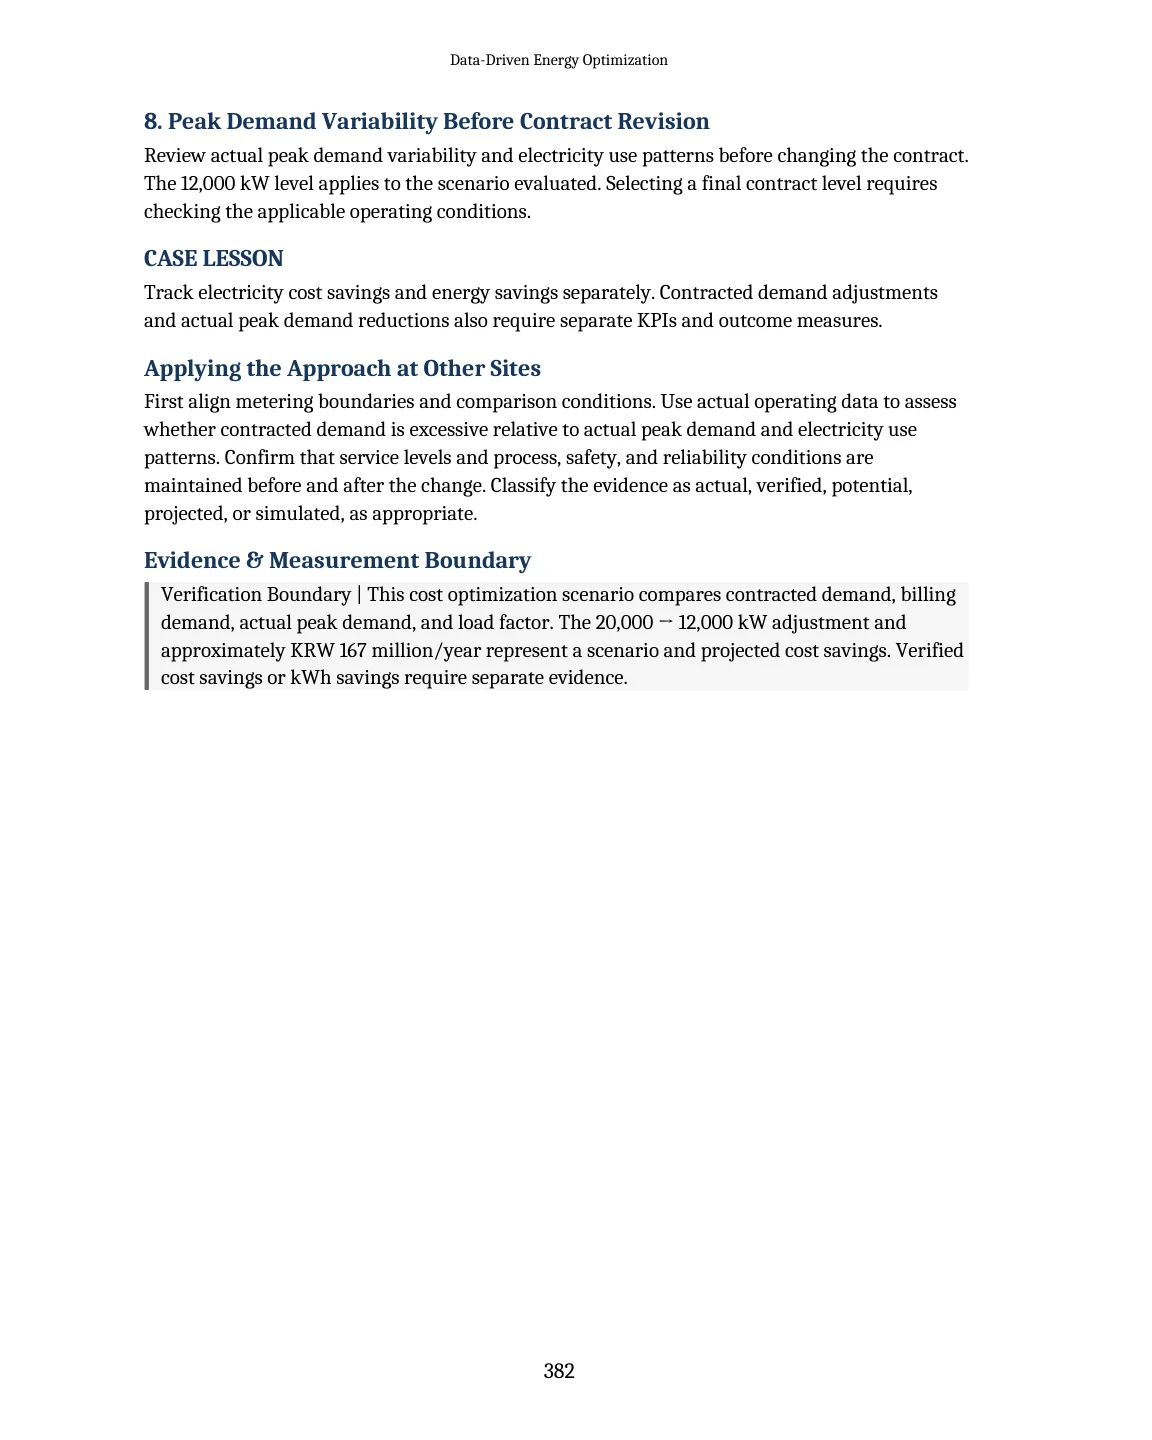 Data-Driven Energy Optimization
8. Peak Demand Variability Before Contract Revision
Review actual peak demand variability and electricity use patterns before changing the contract.
The 12,000 kW level applies to the scenario evaluated. Selecting a final contract level requires
checking the applicable operating conditions.
CASE LESSON
Track electricity cost savings and energy savings separately. Contracted demand adjustments
and actual peak demand reductions also require separate KPIs and outcome measures.
Applying the Approach at Other Sites
First align metering boundaries and comparison conditions. Use actual operating data to assess
whether contracted demand is excessive relative to actual peak demand and electricity use
patterns. Confirm that service levels and process, safety, and reliability conditions are
maintained before and after the change. Classify the evidence as actual, verified, potential,
projected, or simulated, as appropriate.
Evidence & Measurement Boundary
Verification Boundary | This cost optimization scenario compares contracted demand, billing
demand, actual peak demand, and load factor. The 20,000 → 12,000 kW adjustment and
approximately KRW 167 million/year represent a scenario and projected cost savings. Verified
cost savings or kWh savings require separate evidence.
382